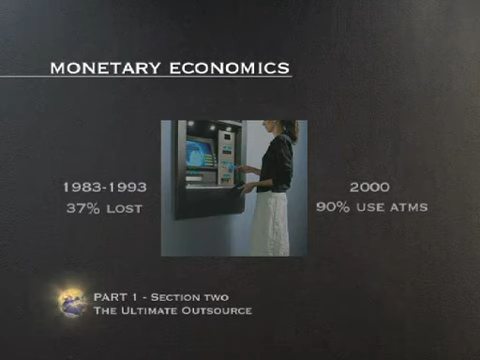 MONETARY ECONOMICS
1983-1993
37% LOST
2000
90% USE ATMS
PART 1 - SECTION TWO
THE ULTIMATE OUTSOURCE